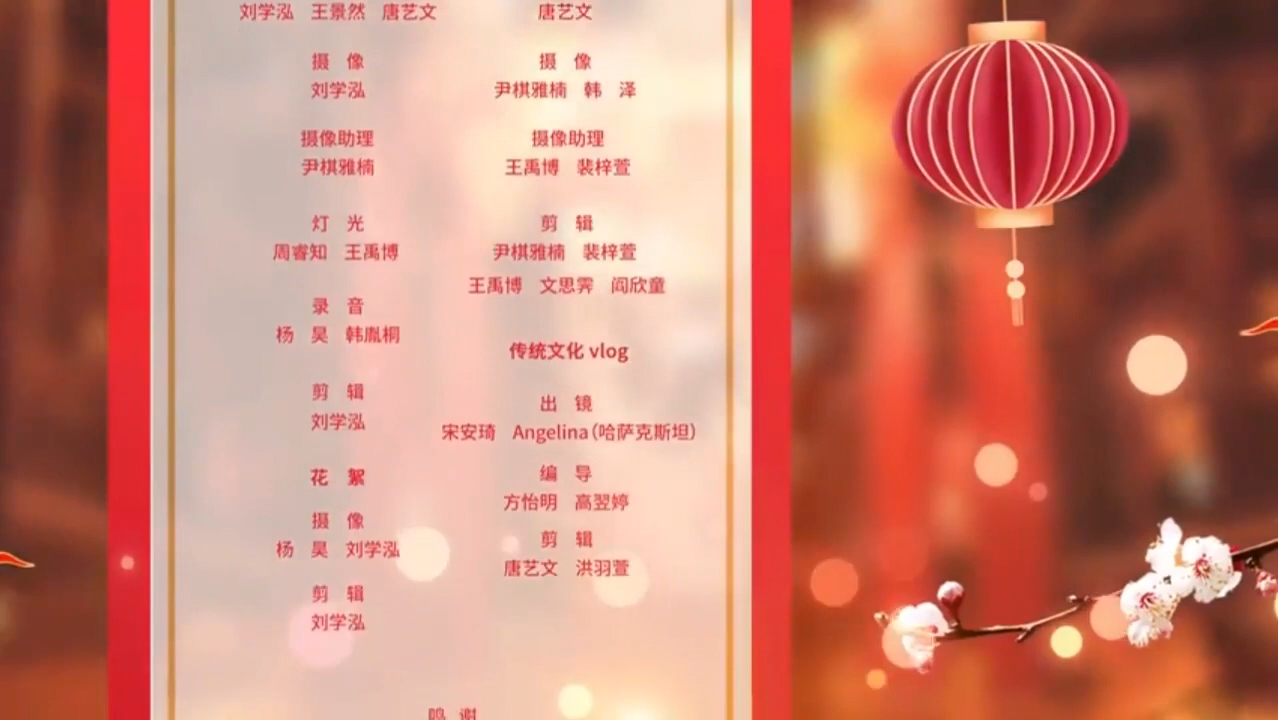 刘学泓 王景然 唐艺文
摄 像
刘学泓
摄像助理
尹棋雅楠
灯 光
周睿知 王禹博
录 音
杨 昊 韩胤桐
剪 辑
刘学泓
花 絮
摄 像
杨 昊 刘学泓
剪 辑
刘学泓
唐艺文
摄 像
尹棋雅楠 韩 泽
摄像助理
王禹博 裴梓萱
剪 辑
尹棋雅楠 裴梓萱
王禹博 文思霁 阎欣童
传统文化 vlog
出 镜
宋安琦 Angelina（哈萨克斯坦）
编 导
方怡明 高翌婷
剪 辑
唐艺文 洪羽萱
鸣 谢